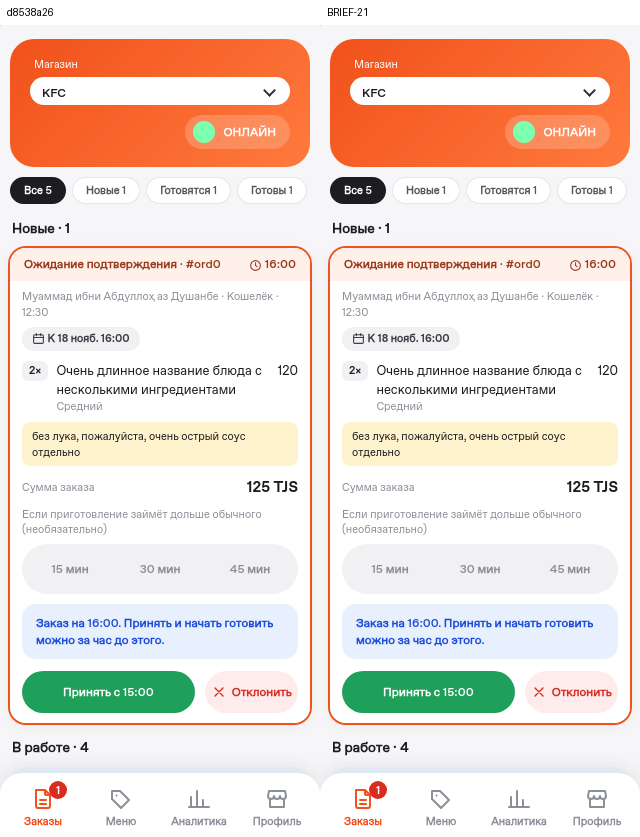 d8538a26
Магазин
KFC
ОНЛАЙН
Все 5
Новые 1
Готовятся 1
Готовы 1
Новые · 1
Ожидание подтверждения · #ord0
16:00
Муаммад ибни Абдуллоҳ аз Душанбе · Кошелёк ·
12:30
К 18 нояб. 16:00
2×
Очень длинное название блюда с
120
несколькими ингредиентами
Средний
без лука, пожалуйста, очень острый соус
отдельно
Сумма заказа
125 TJS
Если приготовление займёт дольше обычного
(необязательно)
15 мин
30 мин
45 мин
Заказ на 16:00. Принять и начать готовить
можно за час до этого.
Принять с 15:00
Отклонить
В работе · 4
1
Заказы
Меню
Аналитика
Профиль
BRIEF-21
Магазин
KFC
ОНЛАЙН
Все 5
Новые 1
Готовятся 1
Готовы 1
Новые · 1
Ожидание подтверждения · #ord0
16:00
Муаммад ибни Абдуллоҳ аз Душанбе · Кошелёк ·
12:30
К 18 нояб. 16:00
2×
Очень длинное название блюда с
120
несколькими ингредиентами
Средний
без лука, пожалуйста, очень острый соус
отдельно
Сумма заказа
125 TJS
Если приготовление займёт дольше обычного
(необязательно)
15 мин
30 мин
45 мин
Заказ на 16:00. Принять и начать готовить
можно за час до этого.
Принять с 15:00
Отклонить
В работе · 4
1
Заказы
Меню
Аналитика
Профиль